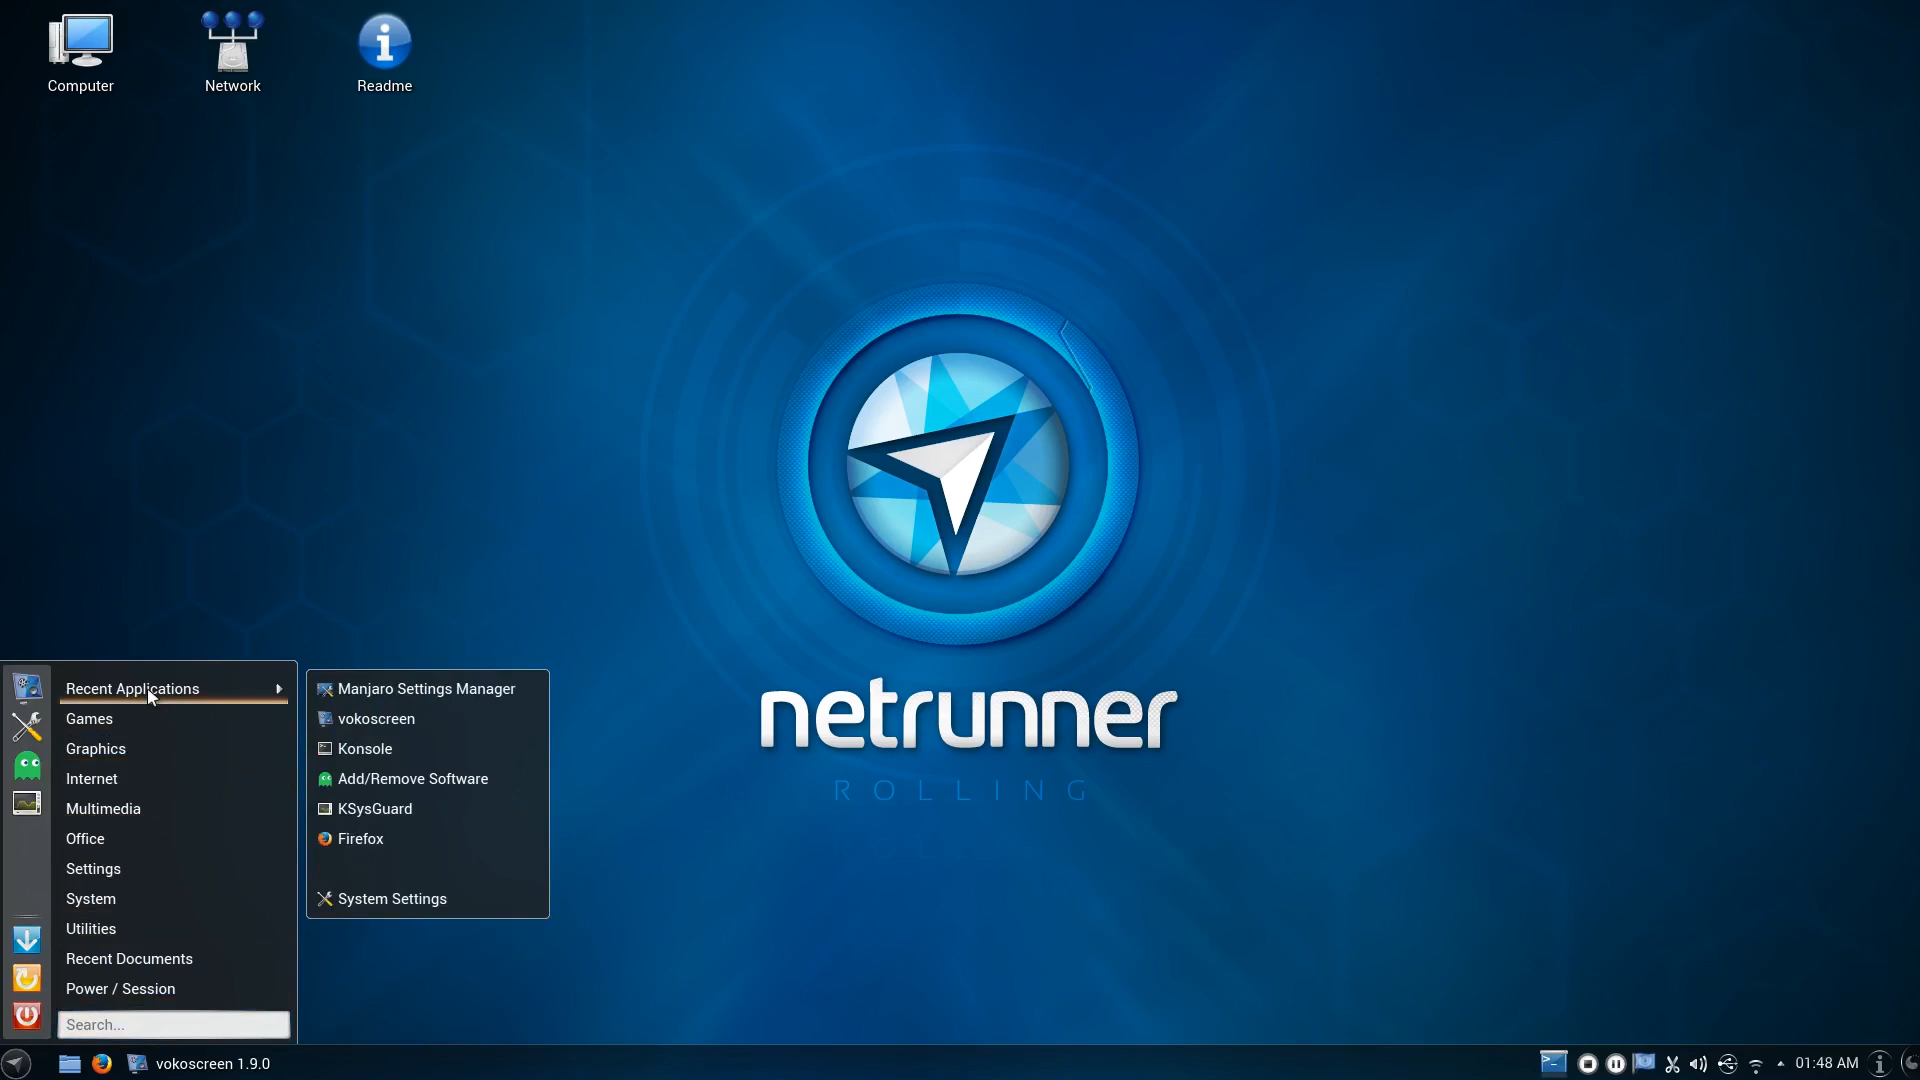 Computer
Network
Readme
netrunner
ROLLING
Recent Applications
Games
Graphics
Internet
Multimedia
Office
Settings
System
Utilities
Recent Documents
Power / Session
Search...
Manjaro Settings Manager
vokoscreen
Konsole
Add/Remove Software
KSysGuard
Firefox
System Settings
vokoscreen 1.9.0
01:48 AM